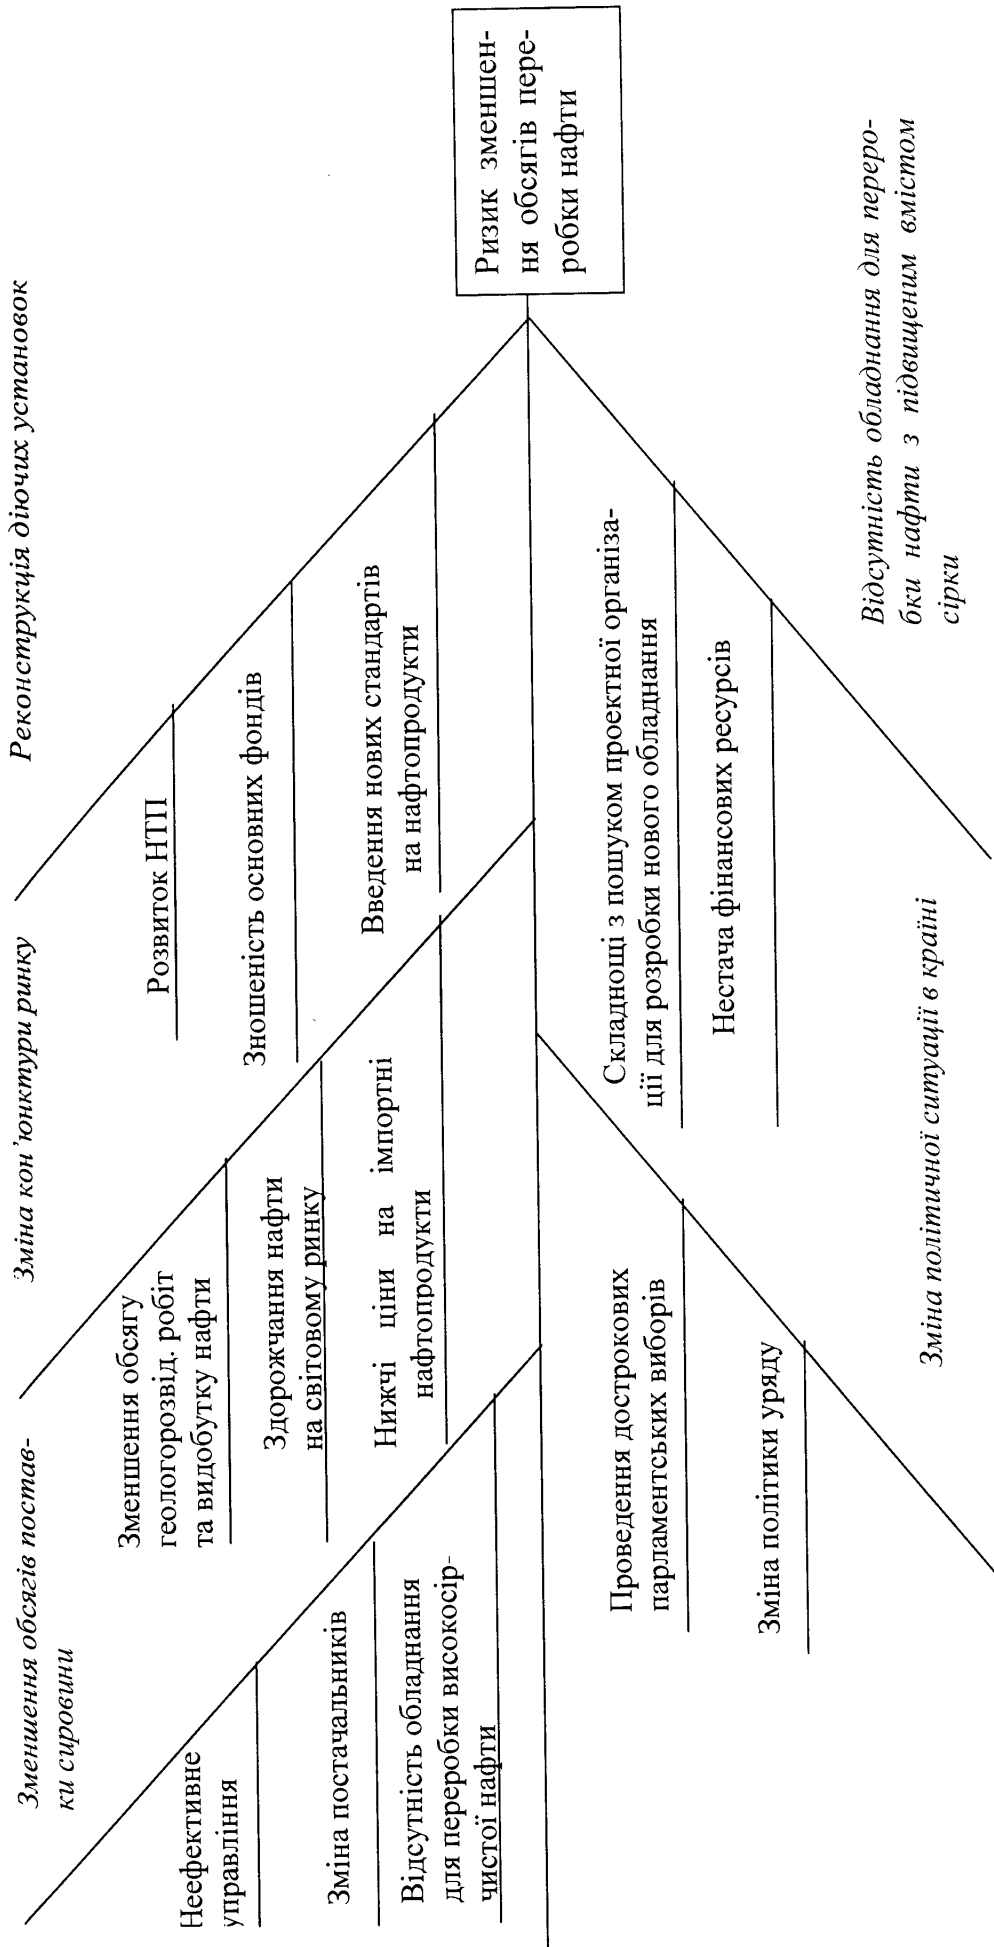 Зменшення обсягів постав-
ки сировини
Зміна кон'юнктури ринку
Реконструкція діючих установок
Неефективне
управління
Зміна постачальників
Відсутність обладнання
для переробки високосір-
чистої нафти
Зменшення обсягу
геологорозвід. робіт
та видобутку нафти
Здорожчання нафти
на світовому ринку
Нижчі ціни на імпортні
нафтопродукти
Розвиток НТП
Зношеність основних фондів
Введення нових стандартів
на нафтопродукти
Ризик зменшен-
ня обсягів пере-
робки нафти
Проведення дострокових
парламентських виборів
Зміна політики уряду
Складнощі з пошуком проектної організа-
ції для розробки нового обладнання
Нестача фінансових ресурсів
Зміна політичної ситуації в країні
Відсутність обладнання для переро-
бки нафти з підвищеним вмістом
сірки